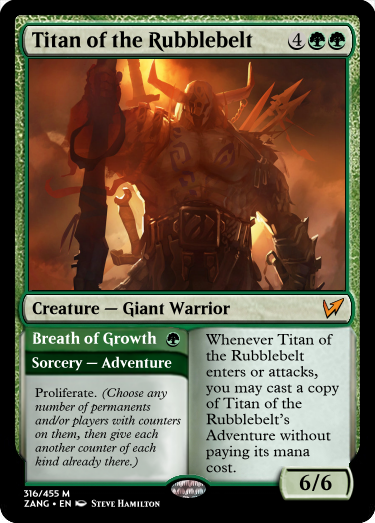 Titan of the Rubblebelt 4
Creature — Giant Warrior
Breath of Growth
Sorcery — Adventure
Proliferate. (Choose any
number of permanents
and/or players with counters
on them, then give each
another counter of each
kind already there.)
Whenever Titan of
the Rubblebelt
enters or attacks,
you may cast a copy
of Titan of the
Rubblebelt's
Adventure without
paying its mana
cost.
6/6
316/455 M
ZANG • EN Steve Hamilton